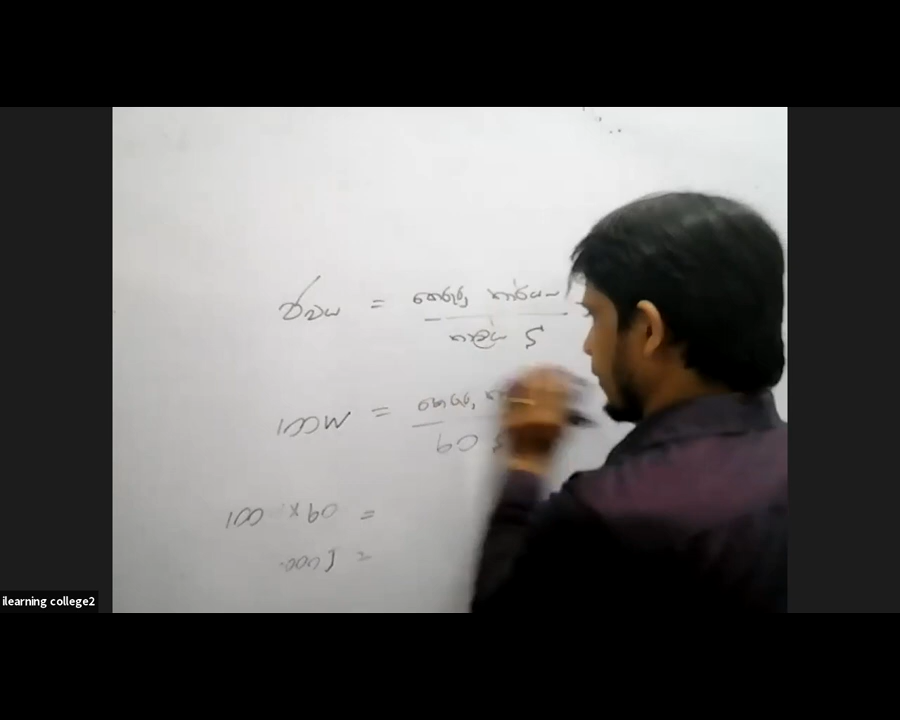 ජවය = කෙරුණු කාර්යය
කාලය s
100W = කෙරුණු
60 s
100 × 60 =
ilearning college2